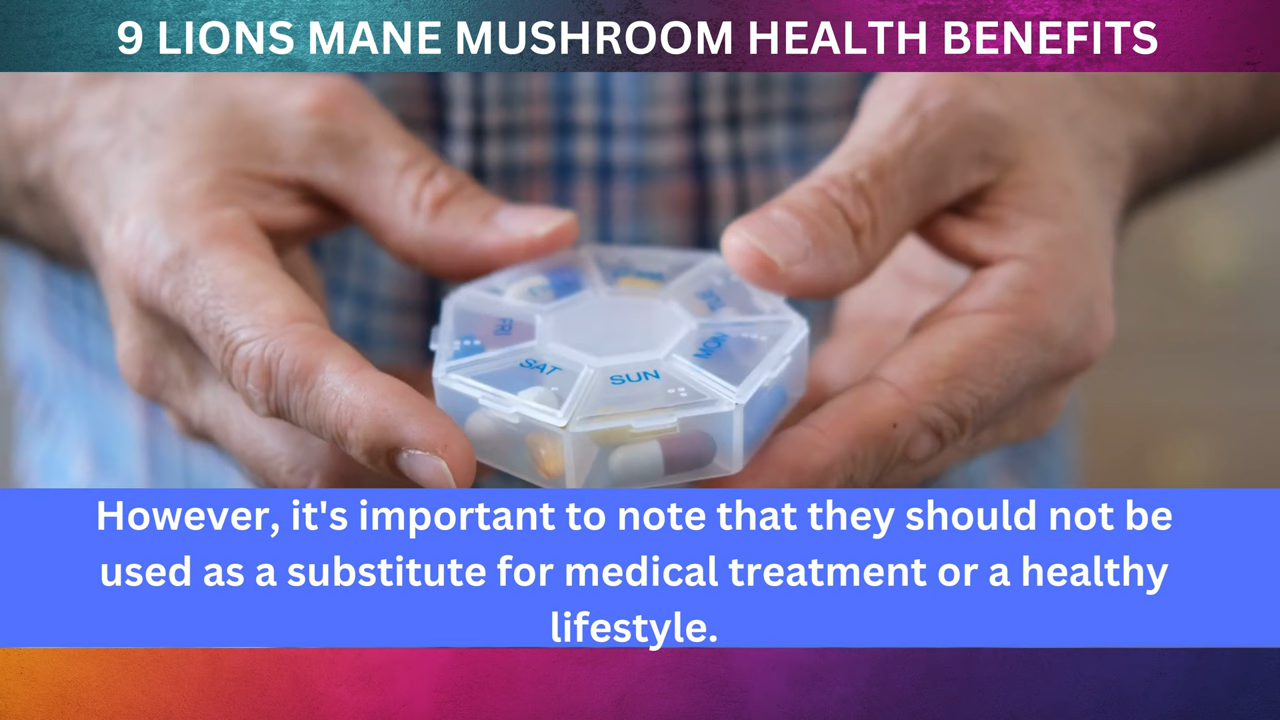 9 LIONS MANE MUSHROOM HEALTH BENEFITS
FRI
MON
SAT
SUN
However, it's important to note that they should not be
used as a substitute for medical treatment or a healthy
lifestyle.